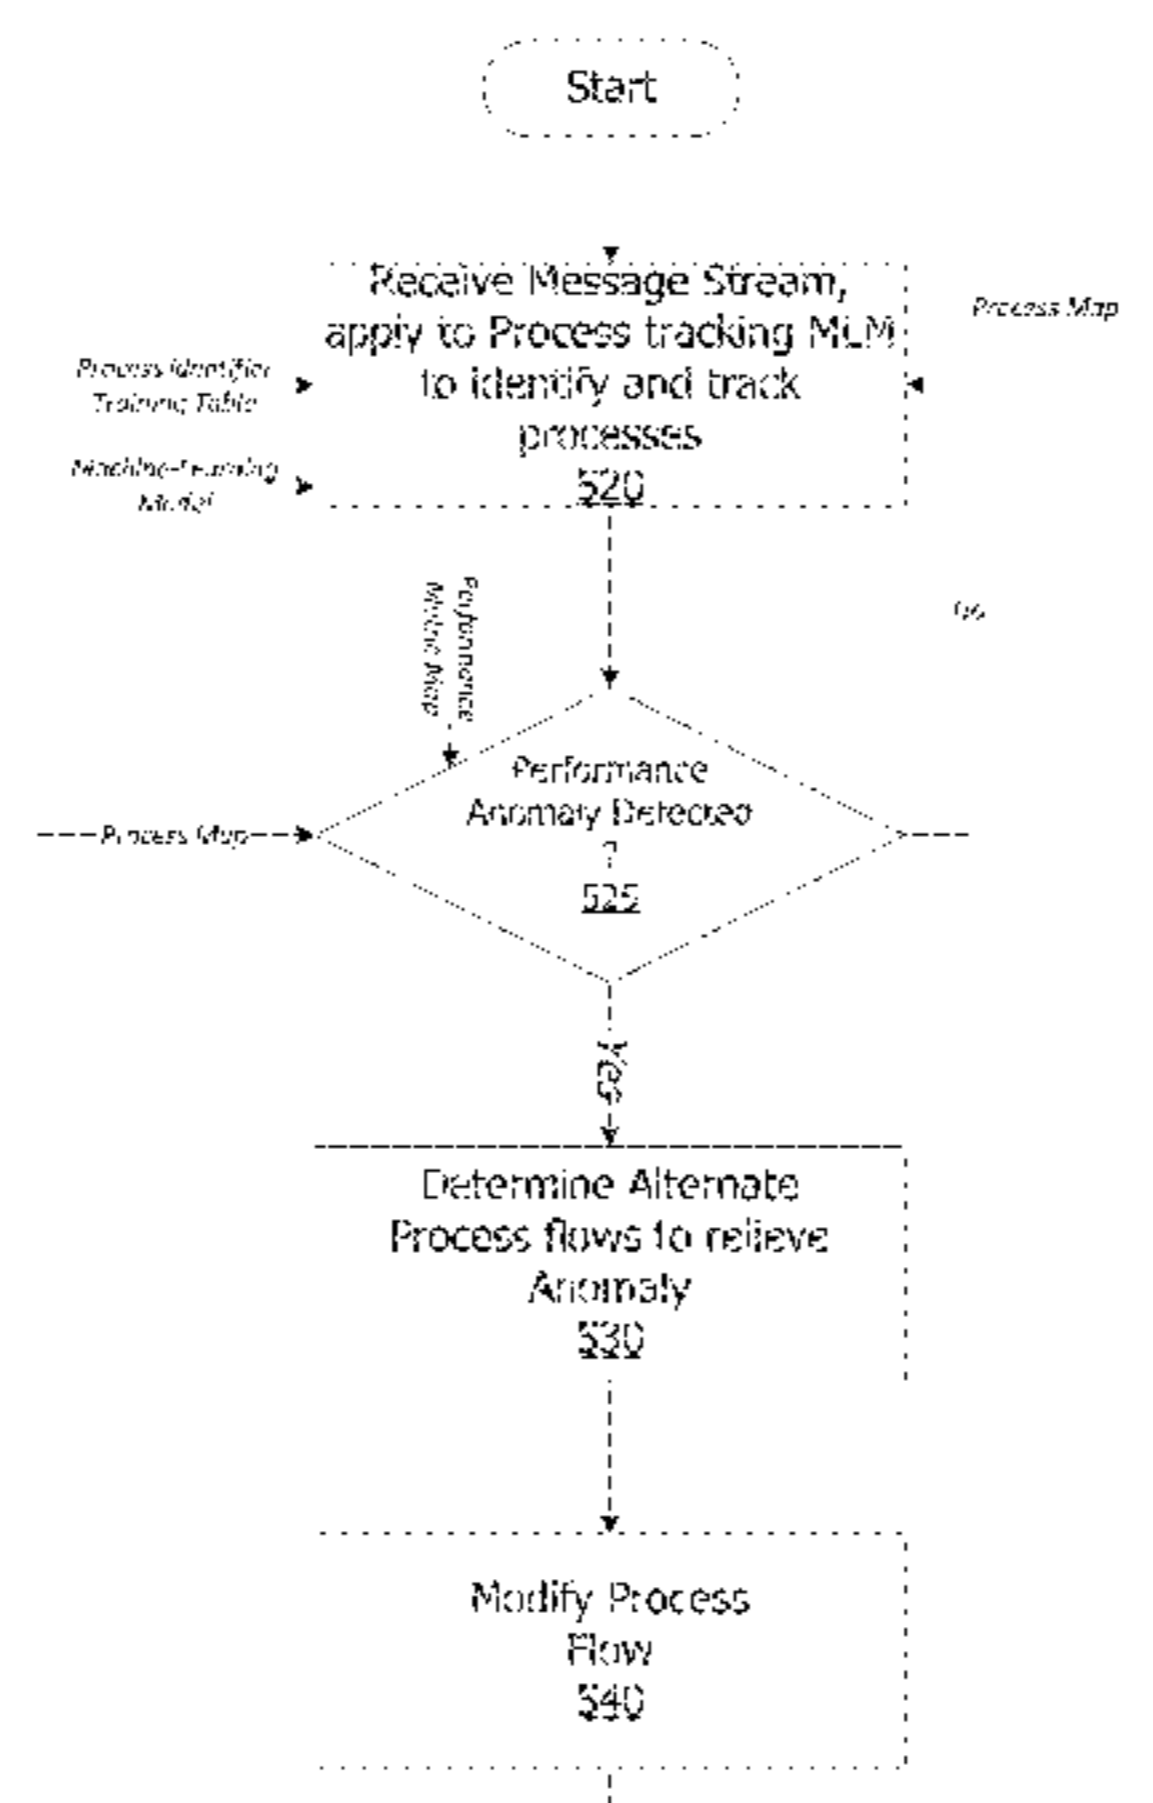 Start
Receive Message Stream,
apply to Process tracking MLM
to identify and track
processes
520
Process Map
Process Identifier
Training Table
Machine-Learning
Model
Performance
Metric Map
Performance
Anomaly Detected
?
525
Process Map
Yes
Determine Alternate
Process flows to relieve
Anomaly
530
Modify Process
Flow
540